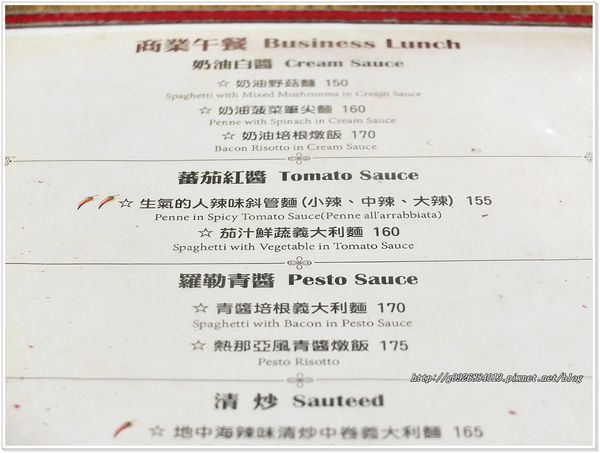 商業午餐 Business Lunch
奶油白醬 Cream Sauce
☆ 奶油野菇麵 150
Spaghetti with Mixed Mushrooms in Cream Sauce
☆ 奶油菠菜筆尖麵 160
Penne with Spinach in Cream Sauce
☆ 奶油培根燉飯 170
Bacon Risotto in Cream Sauce
蕃茄紅醬 Tomato Sauce
☆ 生氣的人辣味斜管麵(小辣、中辣、大辣) 155
Penne in Spicy Tomato Sauce(Penne all'arrabbiata)
☆ 茄汁鮮蔬義大利麵 160
Spaghetti with Vegetable in Tomato Sauce
羅勒青醬 Pesto Sauce
☆ 青醬培根義大利麵 170
Spaghetti with Bacon in Pesto Sauce
☆ 熱那亞風青醬燉飯 175
Pesto Risotto
http://g0926884013.pixnet.net/blog
清炒 Sauteed
☆ 地中海辣味清炒中卷義大利麵 165